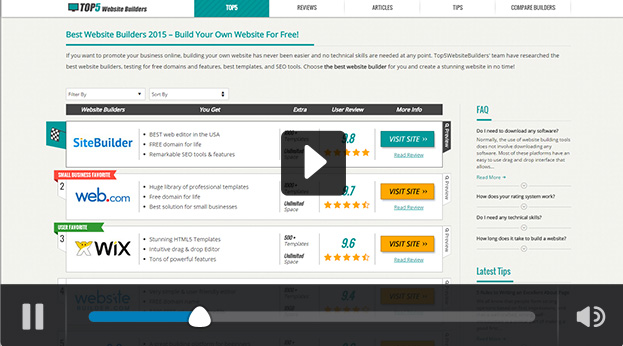 TOP5 Website Builders
TOP5
REVIEWS
ARTICLES
TIPS
COMPARE BUILDERS
Best Website Builders 2015 – Build Your Own Website For Free!
If you want to promote your business online, building your own website has never been easier and no technical skills are needed at any point. Top5WebsiteBuilders' team have researched the
best website builders, testing for free domains and features, best templates, and SEO tools. Choose the best website builder for you and create a stunning website in no time!
Filter By
Sort By
Website Builders
You Get
Extra
User Review
More Info
SiteBuilder
• BEST web editor in the USA
• FREE domain for life
• Remarkable SEO tools & features
Unlimited
Space
9.8
VISIT SITE ››
Read Review
Preview
SMALL BUSINESS FAVORITE
2
web.com
• Huge library of professional templates
• Free domain for life
• Best solution for small businesses
Templates
Unlimited
Space
9.7
VISIT SITE ››
Read Review
Preview
USER FAVORITE
3
WiX
• Stunning HTML5 Templates
• Intuitive drag & drop Editor
• Tons of powerful features
500+
Templates
Unlimited
Space
9.6
VISIT SITE ››
Read Review
Preview
website
9.4
VISIT SITE ››
FAQ
Do I need to download any software?
Normally, the use of website building tools
does not involve downloading any
software. Most of these platforms have an
easy to use drag and drop interface that
allows...
Read More
How does your rating system work?
Do I need any technical skills?
How long does it take to build a website?
Latest Tips